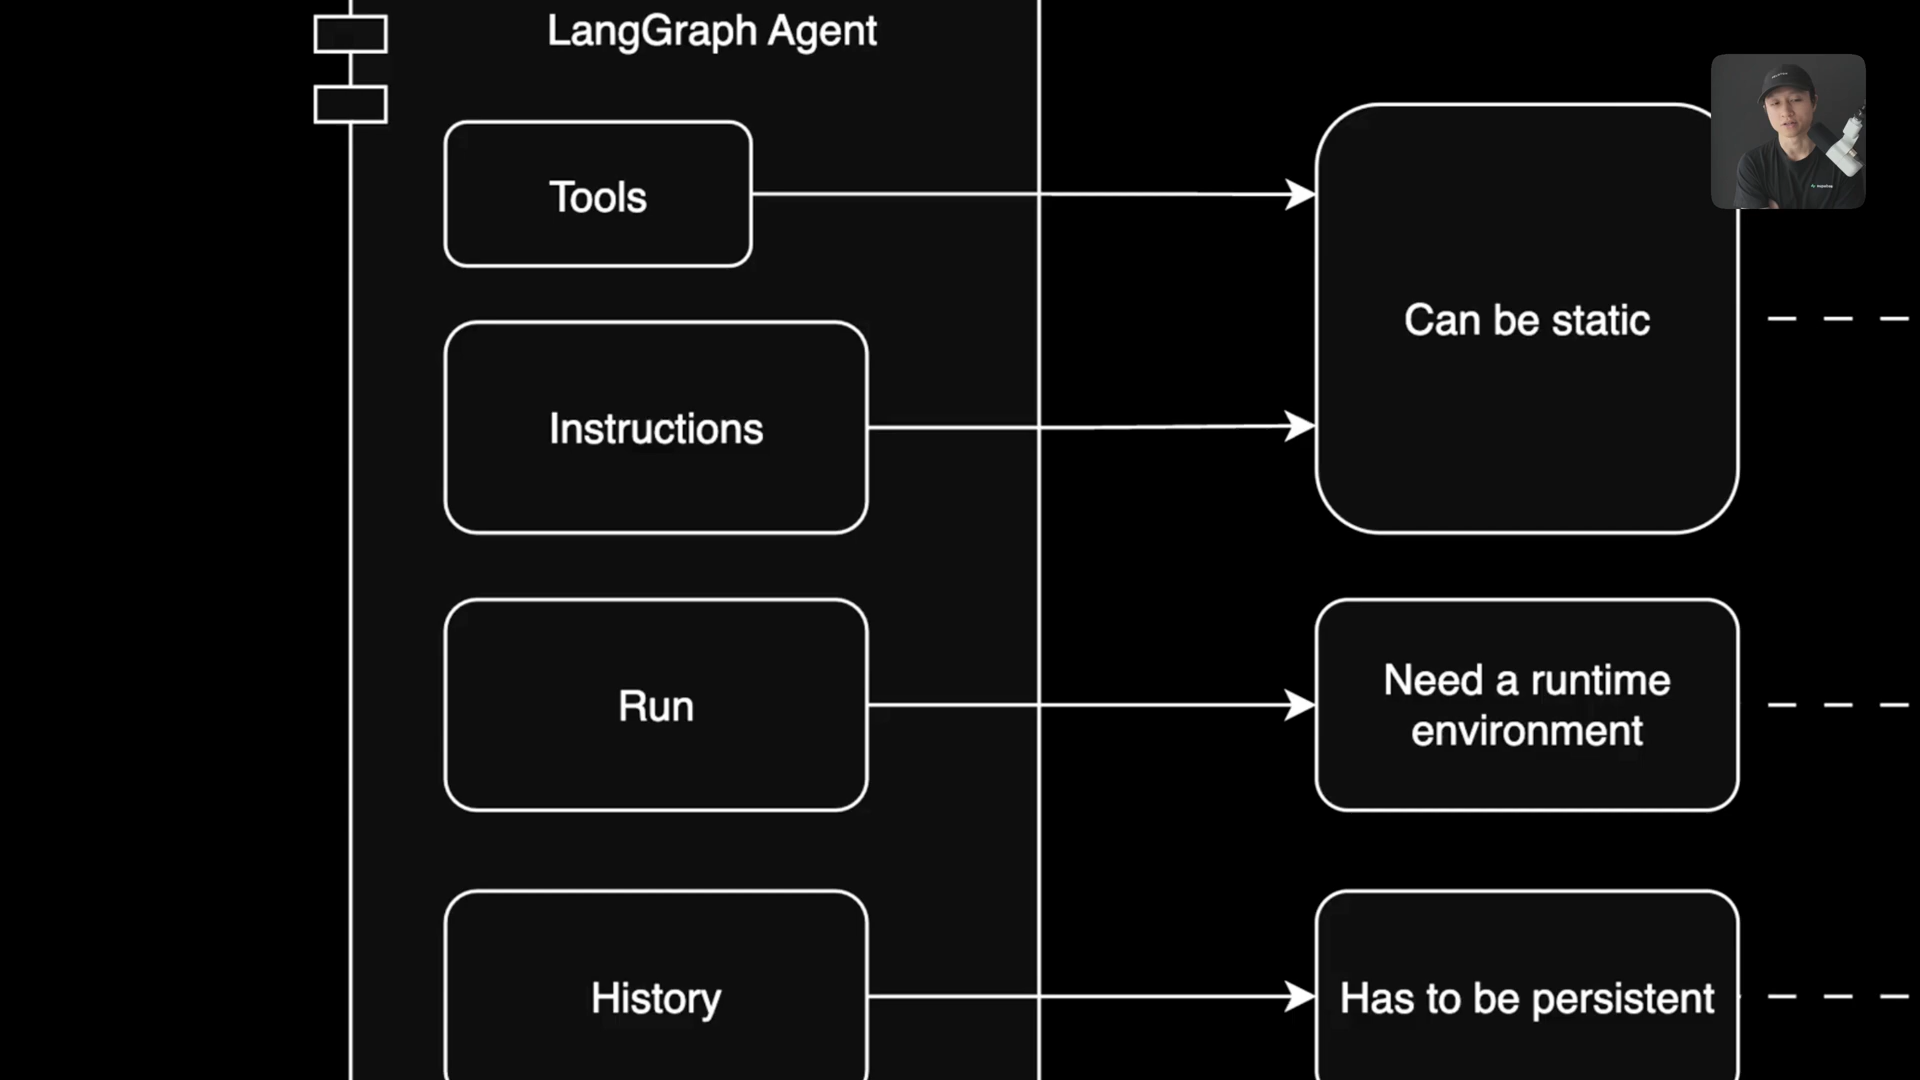 LangGraph Agent
Tools
Can be static
Instructions
Run
Need a runtime
environment
History
Has to be persistent